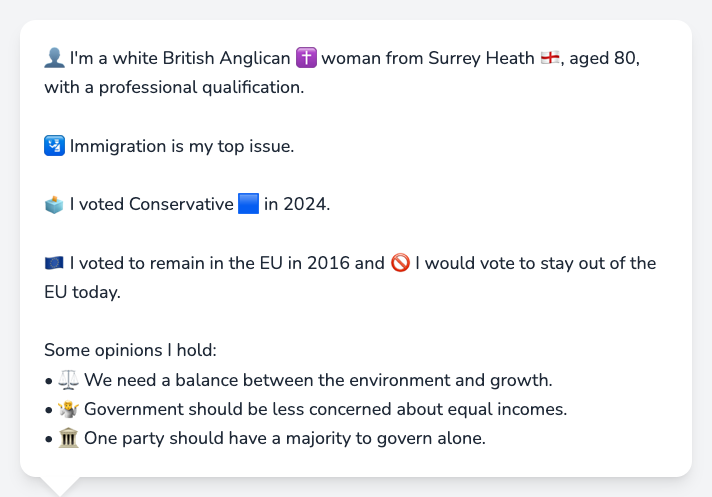 👤 I'm a white British Anglican ✝️ woman from Surrey Heath 🏴󠁧󠁢󠁥󠁮󠁧󠁿, aged 80,
with a professional qualification.
🛂 Immigration is my top issue.
🗳️ I voted Conservative 🟦 in 2024.
🇪🇺 I voted to remain in the EU in 2016 and 🚫 I would vote to stay out of the
EU today.
Some opinions I hold:
• ⚖️ We need a balance between the environment and growth.
• 🤷 Government should be less concerned about equal incomes.
• 🏛️ One party should have a majority to govern alone.